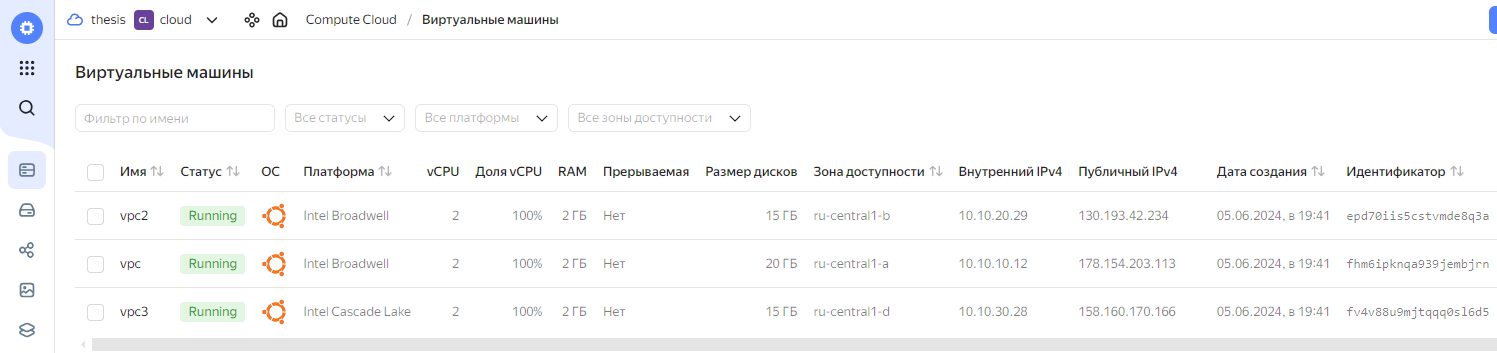 thesis CL cloud Compute Cloud / Виртуальные машины
Виртуальные машины
Фильтр по имени Все статусы Все платформы Все зоны доступности
Имя Статус ОС Платформа vCPU Доля vCPU RAM Прерываемая Размер дисков Зона доступности Внутренний IPv4 Публичный IPv4 Дата создания Идентификатор
vpc2 Running Intel Broadwell 2 100% 2 ГБ Нет 15 ГБ ru-central1-b 10.10.20.29 130.193.42.234 05.06.2024, в 19:41 epd70iis5cstvmde8q3a
vpc Running Intel Broadwell 2 100% 2 ГБ Нет 20 ГБ ru-central1-a 10.10.10.12 178.154.203.113 05.06.2024, в 19:41 fhm6ipknqa939jembjrn
vpc3 Running Intel Cascade Lake 2 100% 2 ГБ Нет 15 ГБ ru-central1-d 10.10.30.28 158.160.170.166 05.06.2024, в 19:41 fv4v88u9mjtqqq0sl6d5